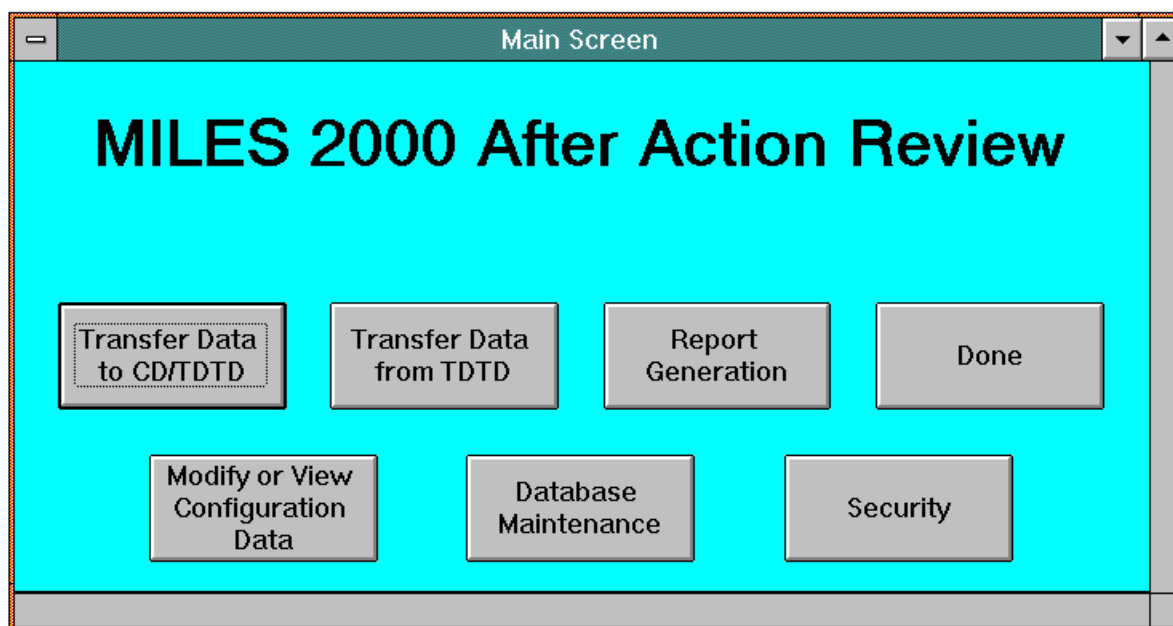 Main Screen
MILES 2000 After Action Review
Transfer Data
to CD/TDTD
Transfer Data
from TDTD
Report
Generation
Done
Modify or View
Configuration
Data
Database
Maintenance
Security